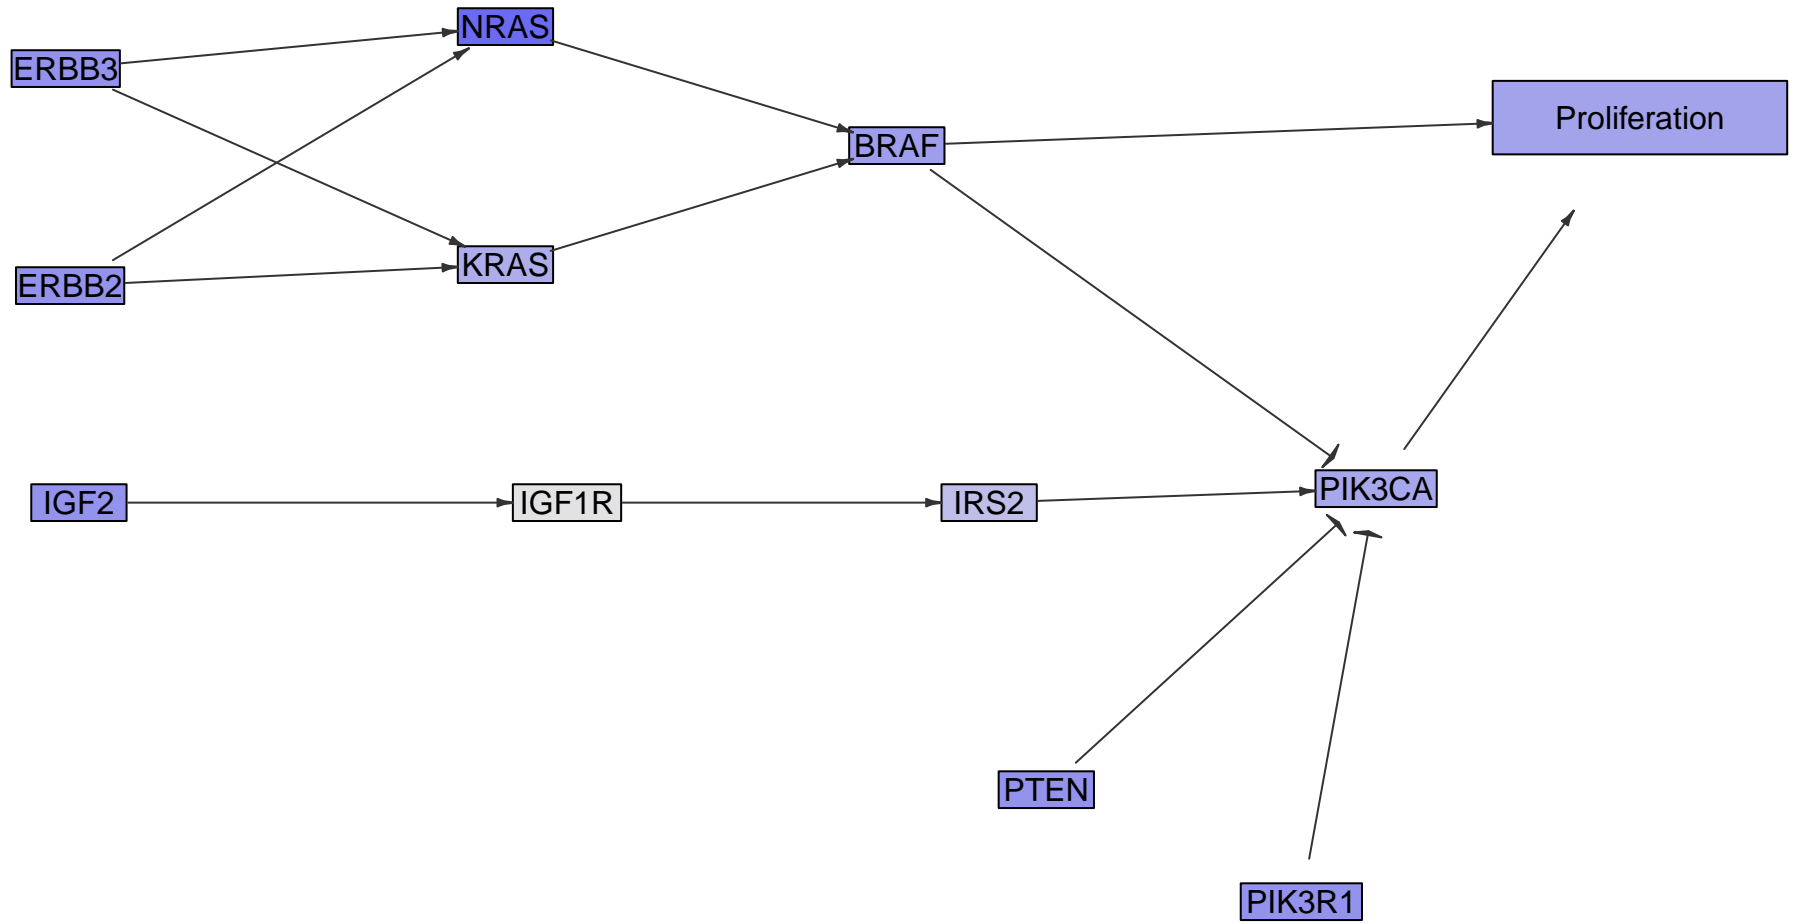 NRAS
ERBB3
Proliferation
BRAF
KRAS
ERBB2
PIK3CA
IGF2
IGF1R
IRS2
PTEN
PIK3R1